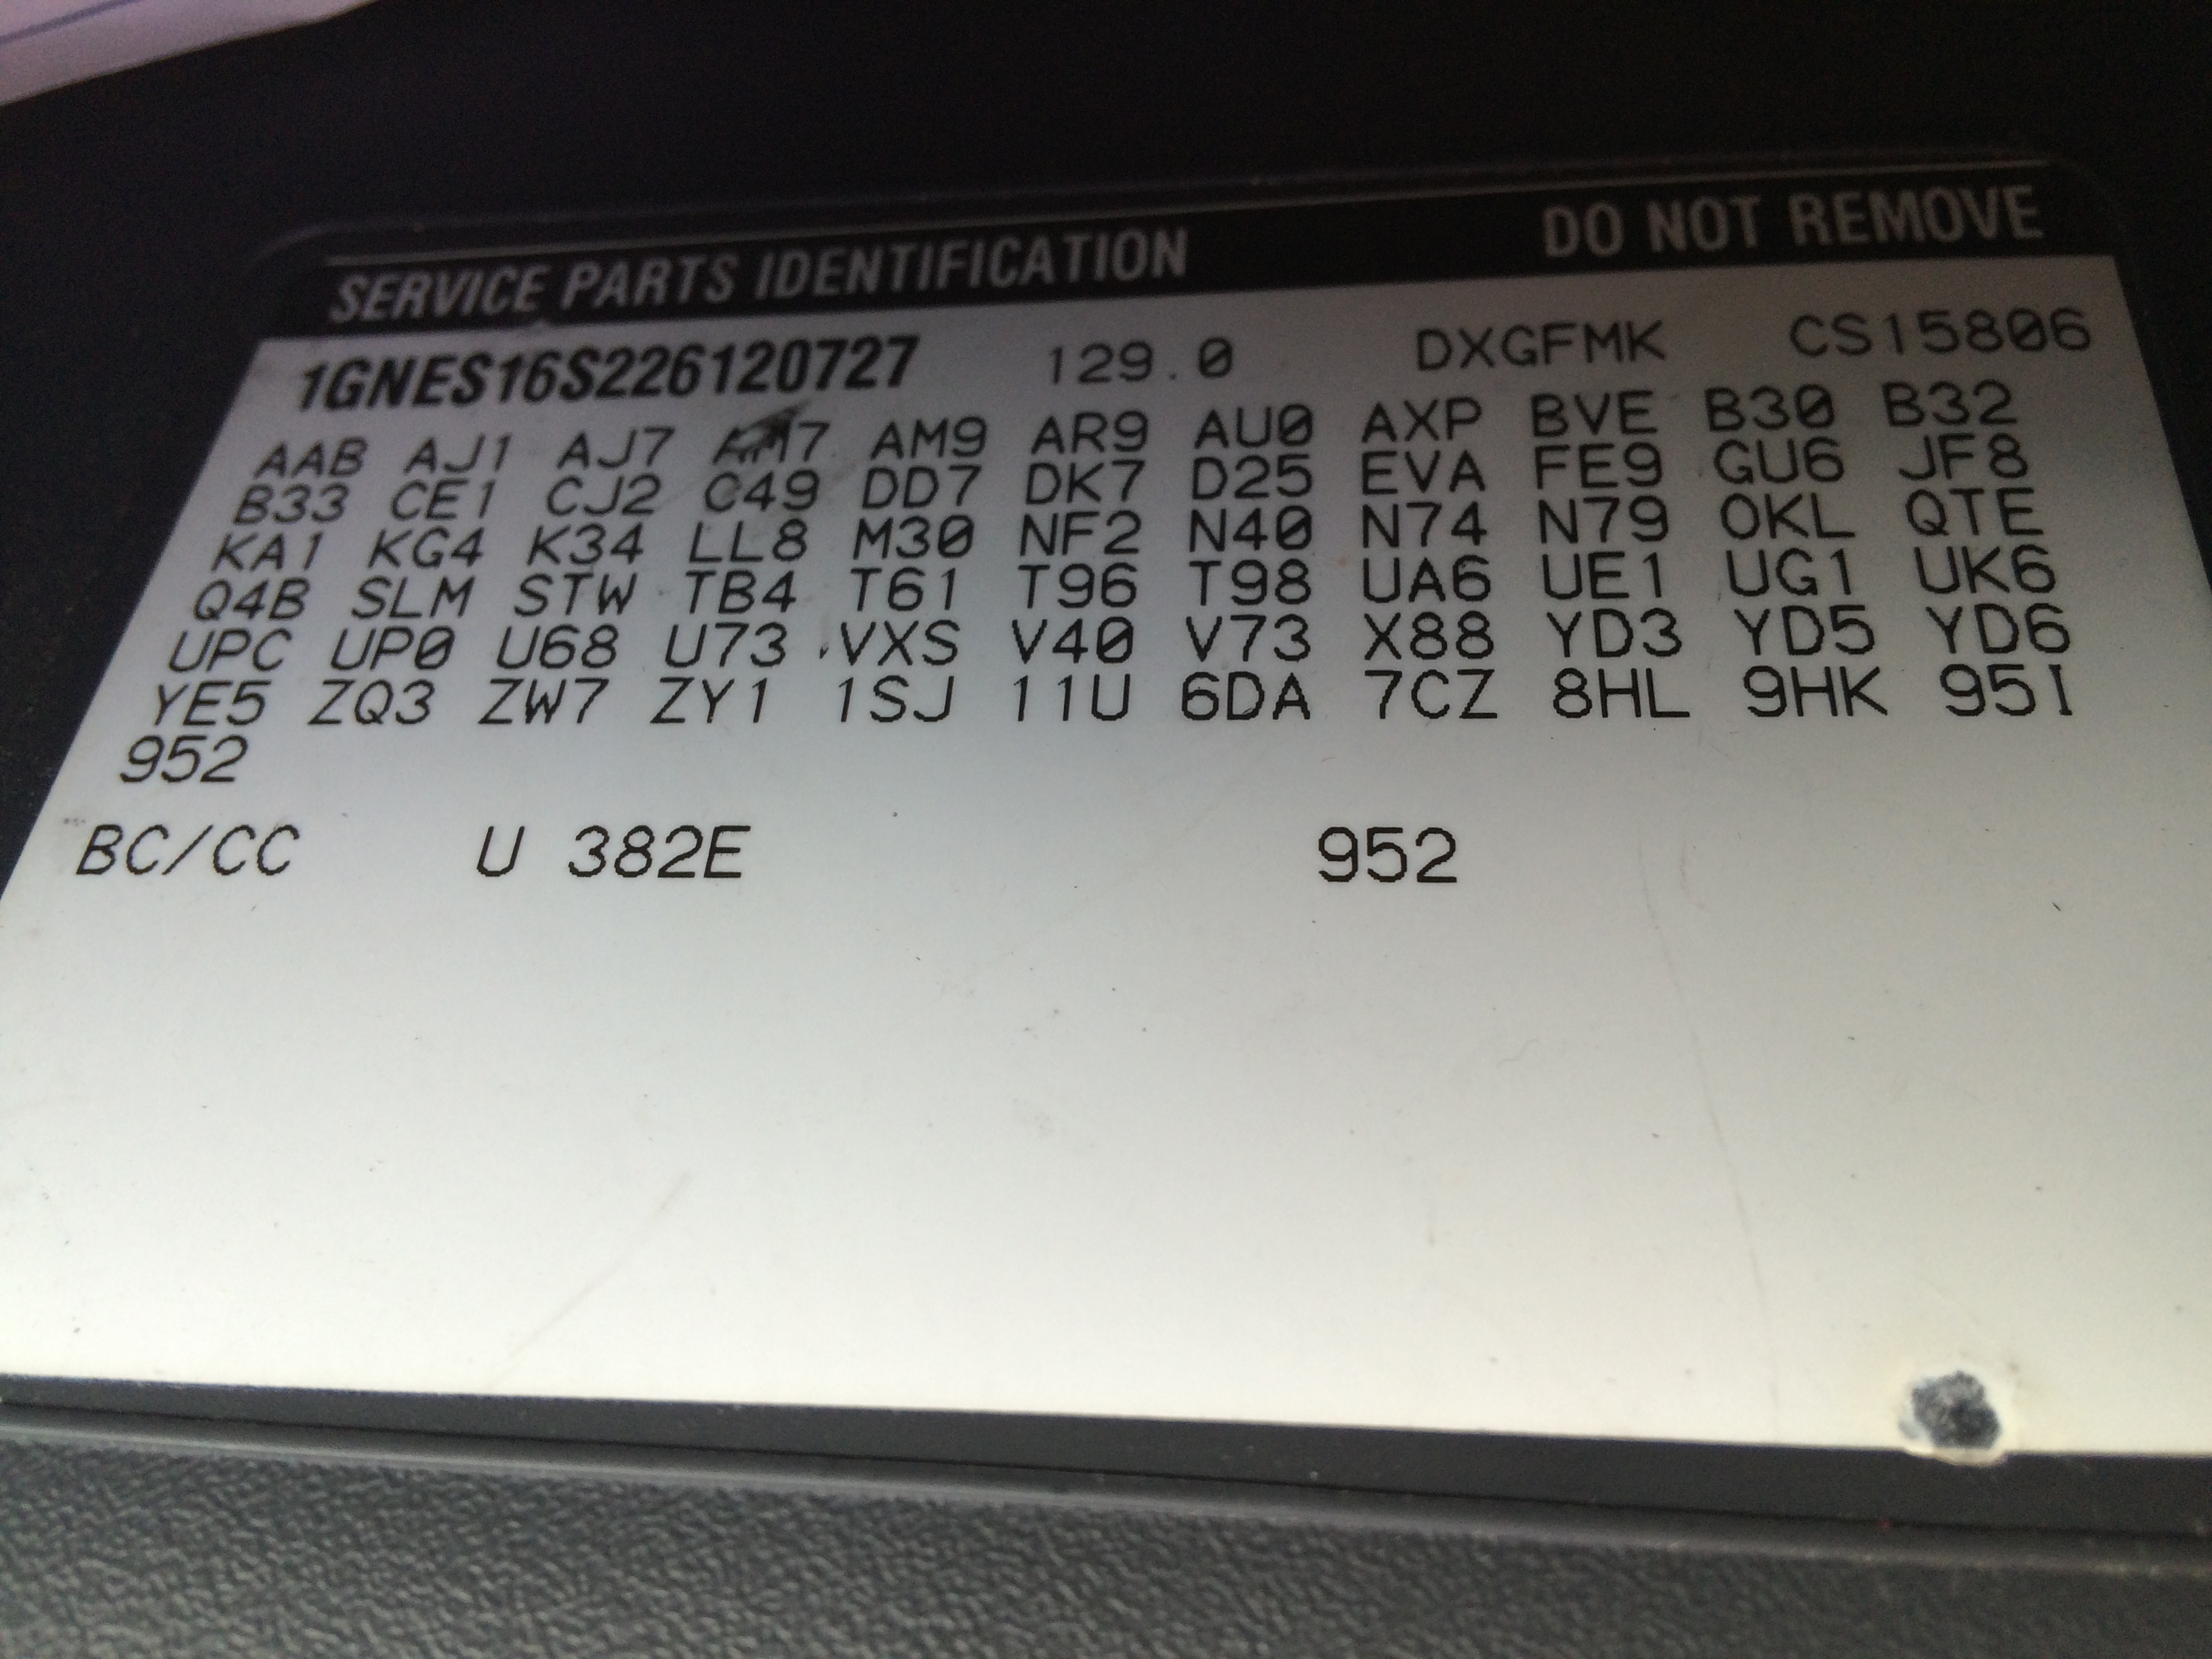 SERVICE PARTS IDENTIFICATION DO NOT REMOVE
1GNES16S226120727 129.0 DXGFMK CS15806
AAB AJ1 AJ7 AM7 AM9 AR9 AU0 AXP BVE B30 B32
B33 CE1 CJ2 C49 DD7 DK7 D25 EVA FE9 GU6 JF8
KA1 KG4 K34 LL8 M30 NF2 N40 N74 N79 OKL QTE
Q4B SLM STW TB4 T61 T96 T98 UA6 UE1 UG1 UK6
UPC UP0 U68 U73 VXS V40 V73 X88 YD3 YD5 YD6
YE5 ZQ3 ZW7 ZY1 1SJ 11U 6DA 7CZ 8HL 9HK 95I
952
BC/CC U 382E 952